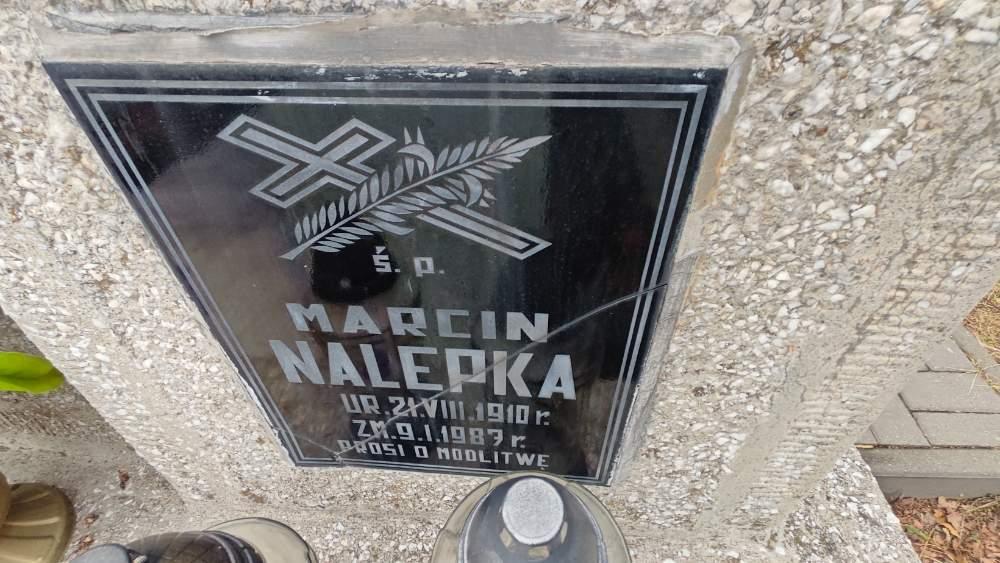 ś. p.
MARCIN
NALEPKA
UR. 21.VIII.1910 r.
ZM. 9.I.1987 r.
PROSI O MODLITWĘ